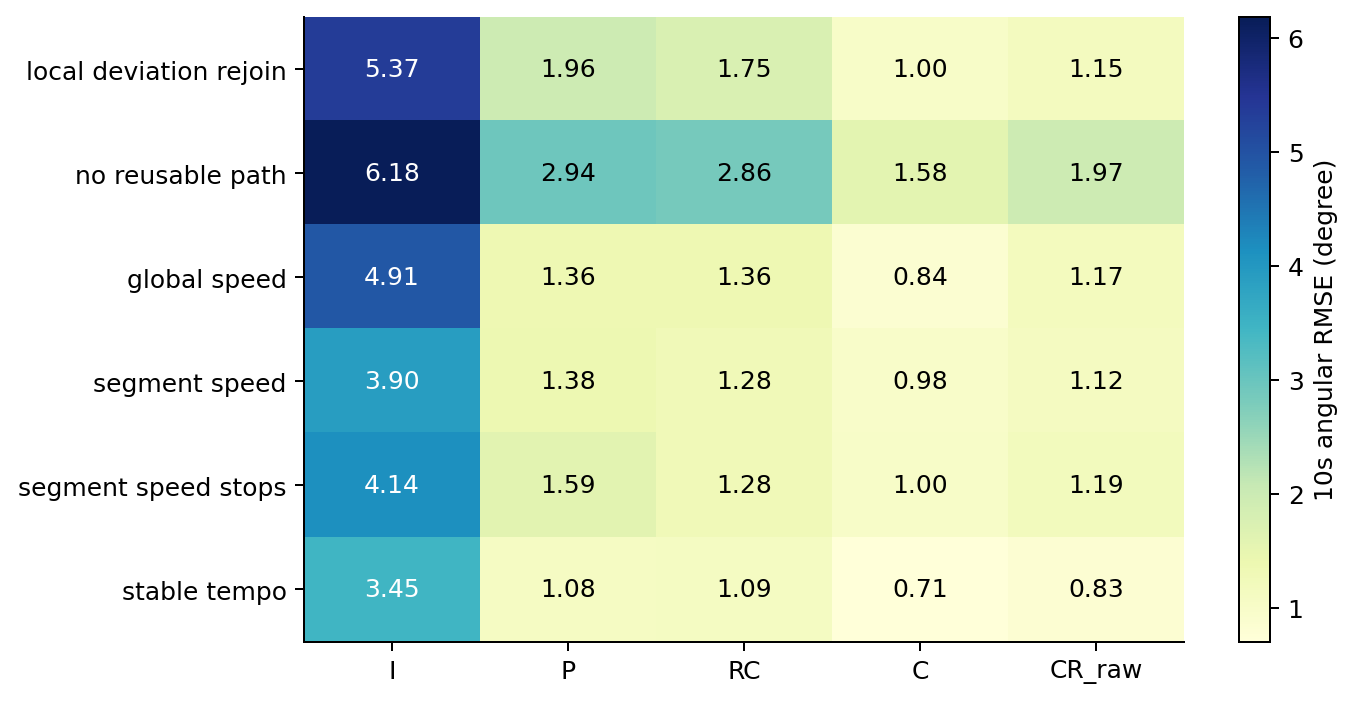 local deviation rejoin 5.37 1.96 1.75 1.00 1.15
no reusable path 6.18 2.94 2.86 1.58 1.97
global speed 4.91 1.36 1.36 0.84 1.17
segment speed 3.90 1.38 1.28 0.98 1.12
segment speed stops 4.14 1.59 1.28 1.00 1.19
stable tempo 3.45 1.08 1.09 0.71 0.83
I P RC C CR_raw
6
5
4
3
2
1
10s angular RMSE (degree)